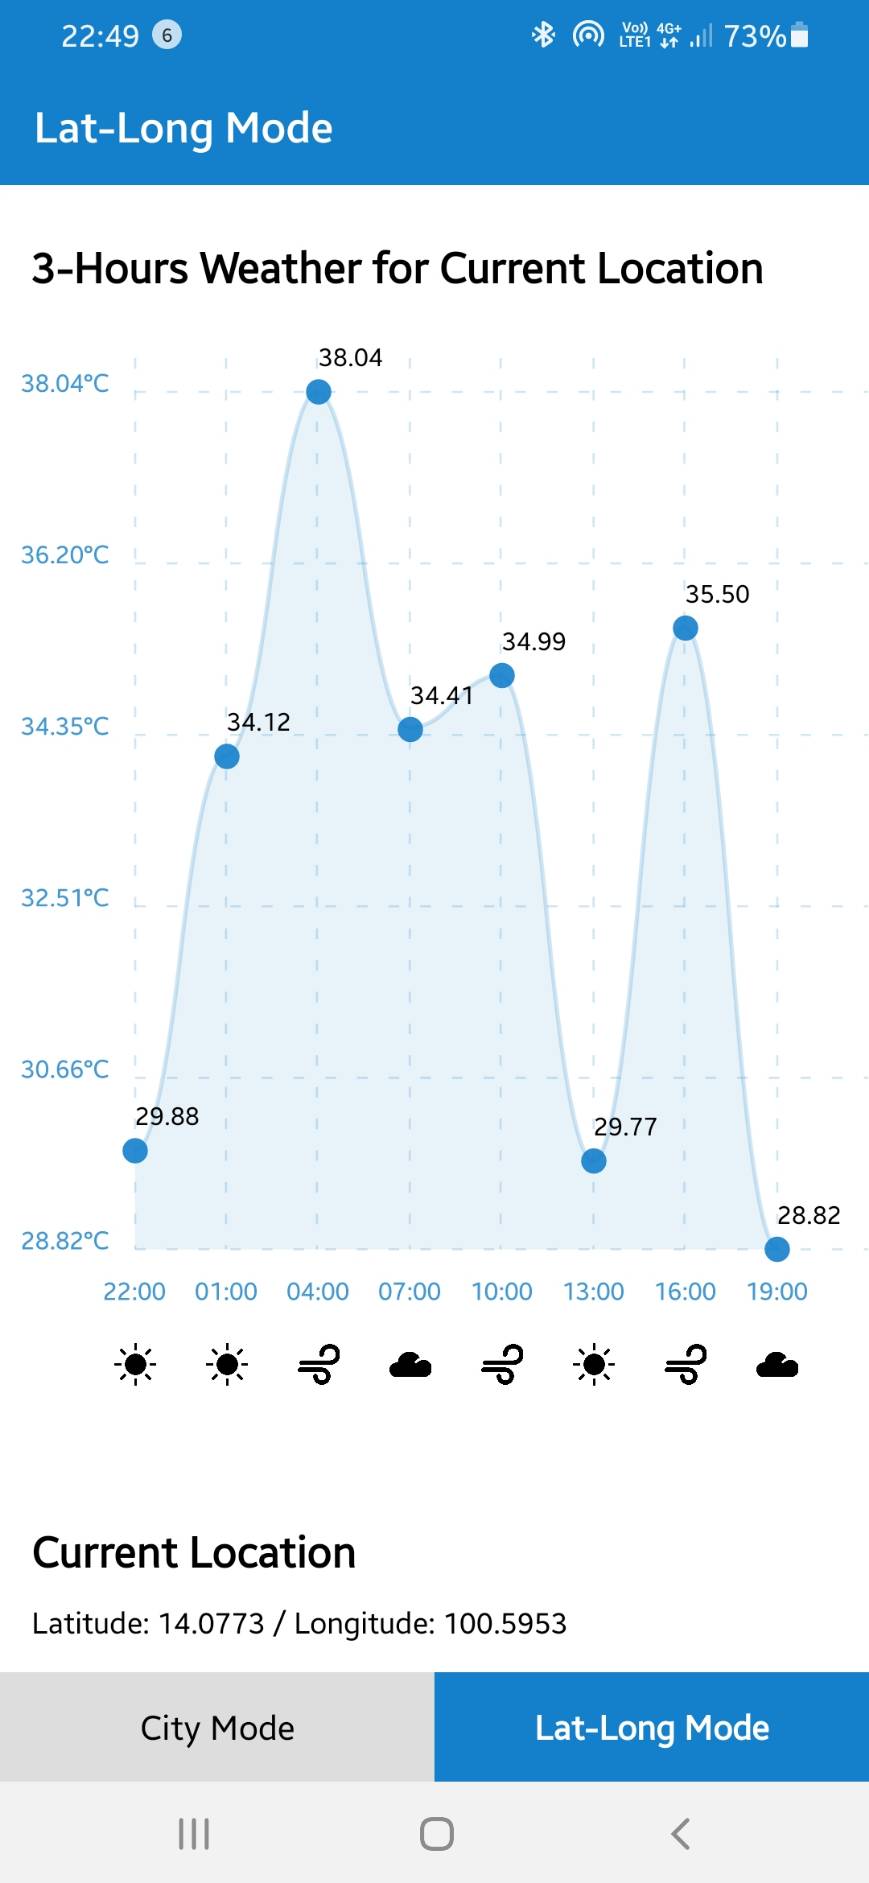 22:49 6 Vo)) LTE1 4G+ 73%
Lat-Long Mode
3-Hours Weather for Current Location
38.04
38.04°C
36.20°C
35.50
34.99
34.41
34.12
34.35°C
32.51°C
30.66°C
29.88
29.77
28.82
28.82°C
22:00 01:00 04:00 07:00 10:00 13:00 16:00 19:00
Current Location
Latitude: 14.0773 / Longitude: 100.5953
City Mode Lat-Long Mode